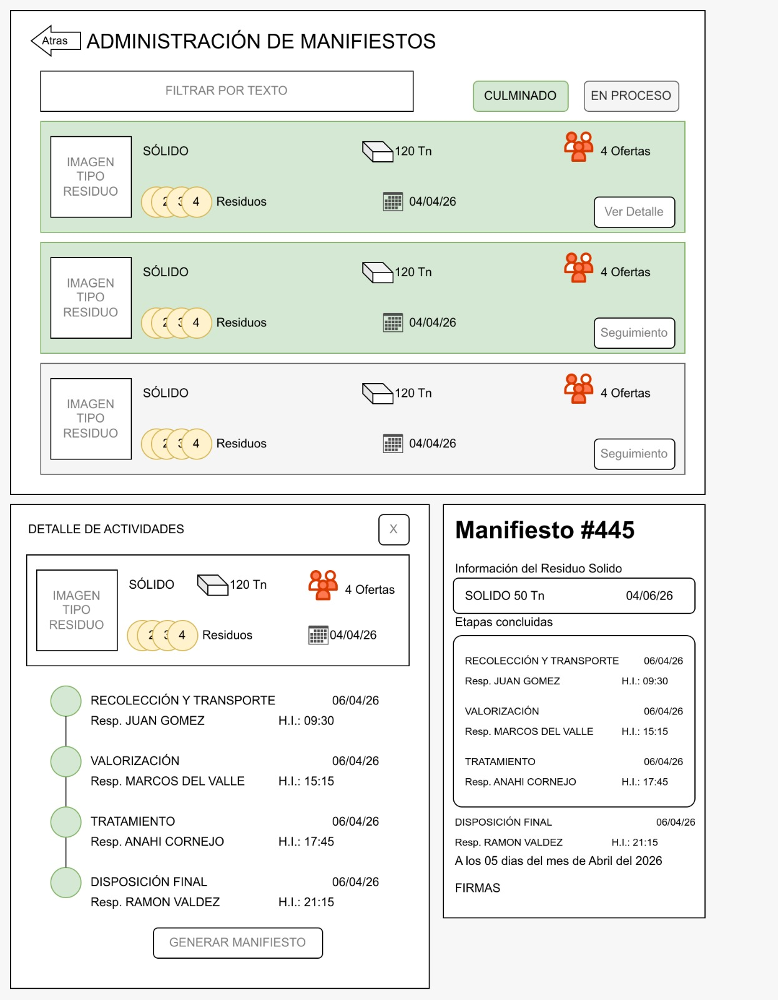 Atras
ADMINISTRACIÓN DE MANIFIESTOS
FILTRAR POR TEXTO
CULMINADO
EN PROCESO
IMAGEN
TIPO
RESIDUO
SÓLIDO
120 Tn
4 Ofertas
2 3 4 Residuos
04/04/26
Ver Detalle
IMAGEN
TIPO
RESIDUO
SÓLIDO
120 Tn
4 Ofertas
2 3 4 Residuos
04/04/26
Seguimiento
IMAGEN
TIPO
RESIDUO
SÓLIDO
120 Tn
4 Ofertas
2 3 4 Residuos
04/04/26
Seguimiento
DETALLE DE ACTIVIDADES
X
IMAGEN
TIPO
RESIDUO
SÓLIDO
120 Tn
4 Ofertas
2 3 4 Residuos
04/04/26
RECOLECCIÓN Y TRANSPORTE 06/04/26
Resp. JUAN GOMEZ H.I.: 09:30
VALORIZACIÓN 06/04/26
Resp. MARCOS DEL VALLE H.I.: 15:15
TRATAMIENTO 06/04/26
Resp. ANAHI CORNEJO H.I.: 17:45
DISPOSICIÓN FINAL 06/04/26
Resp. RAMON VALDEZ H.I.: 21:15
GENERAR MANIFIESTO
Manifiesto #445
Información del Residuo Solido
SOLIDO 50 Tn 04/06/26
Etapas concluidas
RECOLECCIÓN Y TRANSPORTE 06/04/26
Resp. JUAN GOMEZ H.I.: 09:30
VALORIZACIÓN 06/04/26
Resp. MARCOS DEL VALLE H.I.: 15:15
TRATAMIENTO 06/04/26
Resp. ANAHI CORNEJO H.I.: 17:45
DISPOSICIÓN FINAL 06/04/26
Resp. RAMON VALDEZ H.I.: 21:15
A los 05 dias del mes de Abril del 2026
FIRMAS